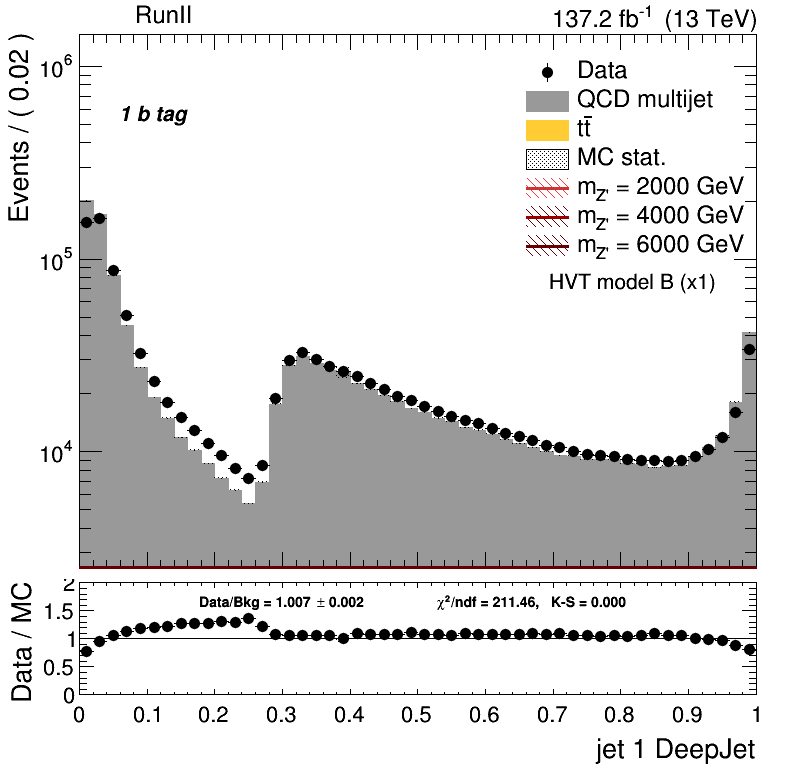 RunII 137.2 fb⁻¹ (13 TeV)
Events / ( 0.02 )
10⁶
10⁵
10⁴
1 b tag
Data
QCD multijet
tt̄
MC stat.
m_Z' = 2000 GeV
m_Z' = 4000 GeV
m_Z' = 6000 GeV
HVT model B (x1)
Data / MC
2
1.5
1
0.5
0
Data/Bkg = 1.007 ± 0.002 χ²/ndf = 211.46, K-S = 0.000
0 0.1 0.2 0.3 0.4 0.5 0.6 0.7 0.8 0.9 1
jet 1 DeepJet